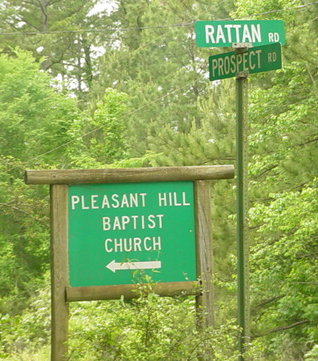 RATTAN RD
PROSPECT RD
PLEASANT HILL
BAPTIST
CHURCH